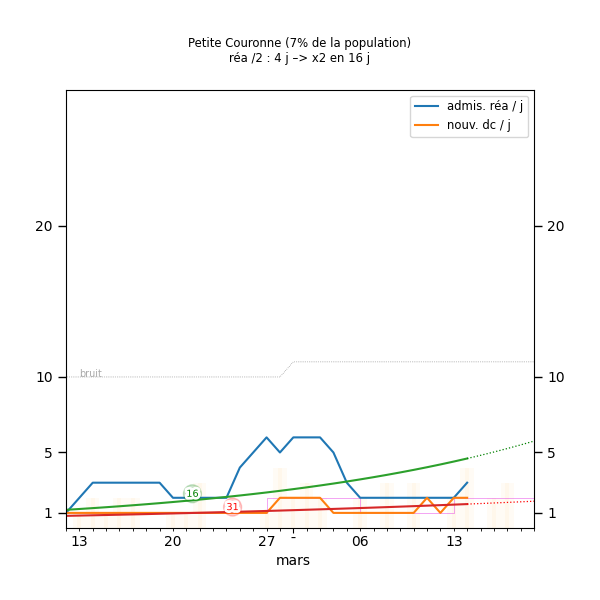 Petite Couronne (7% de la population)
réa /2 : 4 j –> x2 en 16 j
admis. réa / j
nouv. dc / j
20 20
bruit
10 10
5 5
16
31
1 1
13 20 27 - 06 13
mars